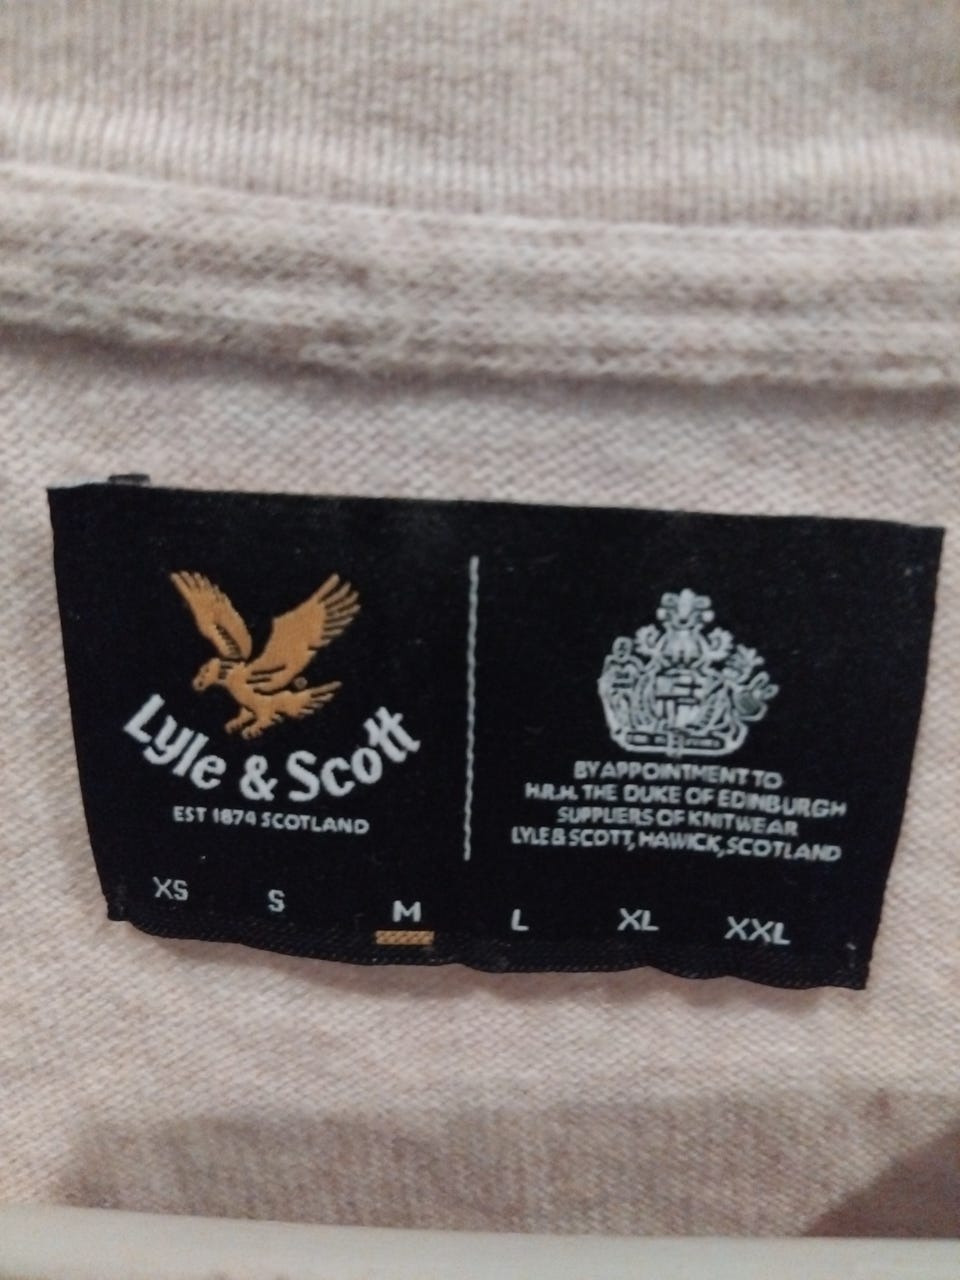 Lyle & Scott
EST 1874 SCOTLAND
BY APPOINTMENT TO
H.R.H. THE DUKE OF EDINBURGH
SUPPLIERS OF KNITWEAR
LYLE & SCOTT, HAWICK, SCOTLAND
XS S M L XL XXL